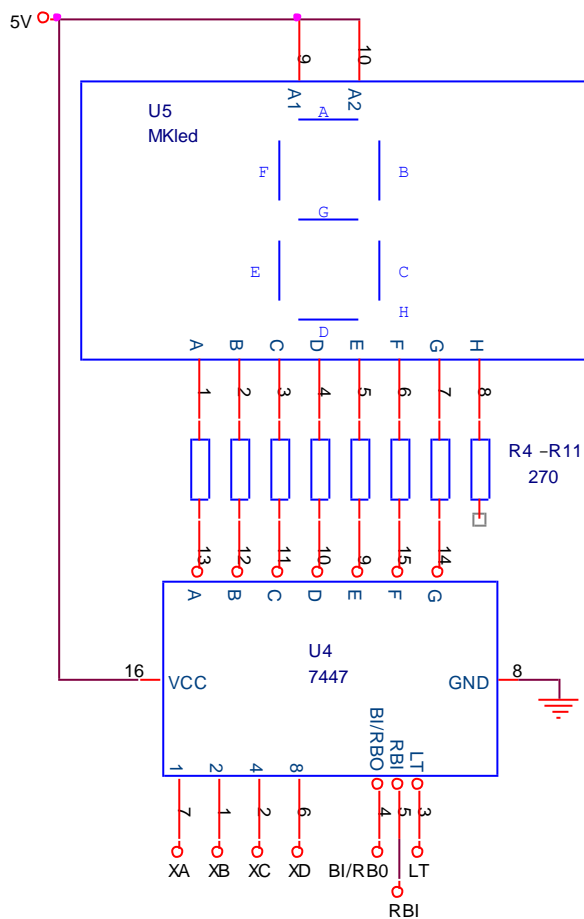 5V
9 10
A1 A2
U5
MKled
A
F B
G
E C
H
D
A B C D E F G H
1 2 3 4 5 6 7 8
R4 –R11
270
13 12 11 10 9 15 14
A B C D E F G
U4
7447
16 VCC GND 8
BI/RBO RBI LT
1 2 4 8
7 1 2 6 4 5 3
XA XB XC XD BI/RB0 LT
RBI